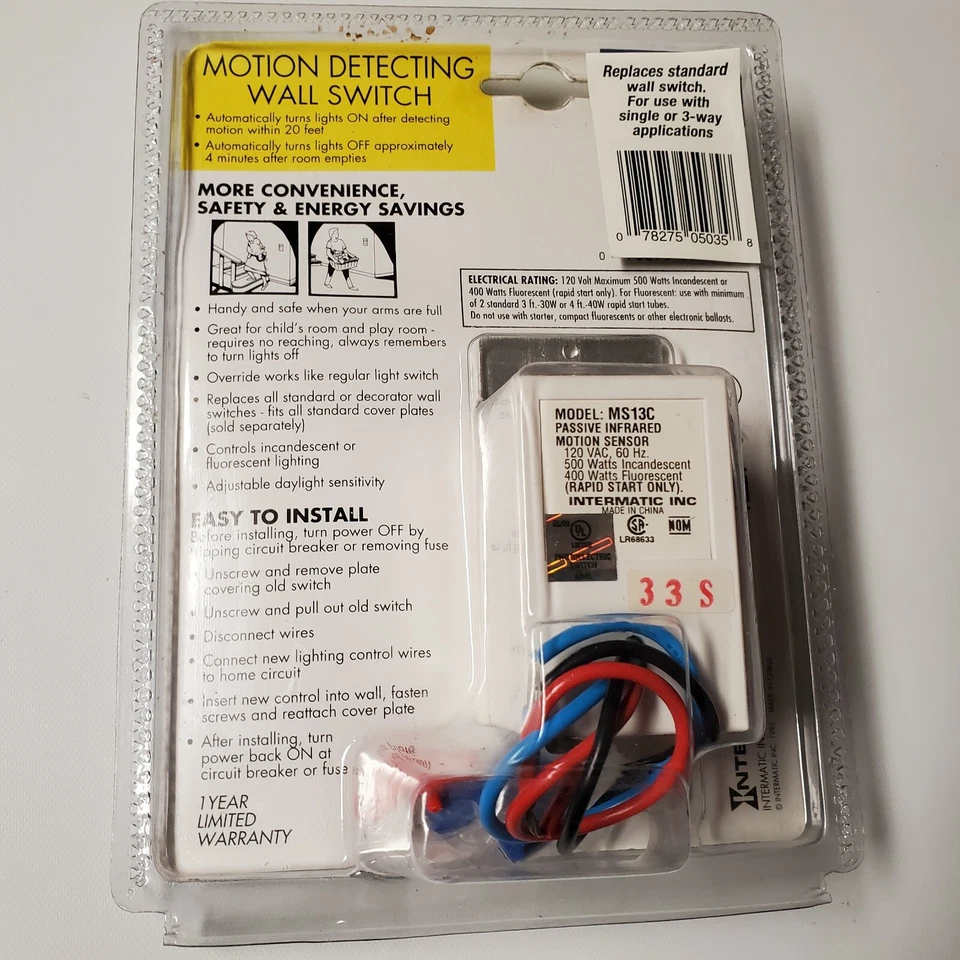 MOTION DETECTING
WALL SWITCH
• Automatically turns lights ON after detecting
motion within 20 feet
• Automatically turns lights OFF approximately
4 minutes after room empties
Replaces standard
wall switch.
For use with
single or 3-way
applications
0 78275 05035 8
0
MORE CONVENIENCE,
SAFETY & ENERGY SAVINGS
ELECTRICAL RATING: 120 Volt Maximum 500 Watts Incandescent or
400 Watts Fluorescent (rapid start only). For Fluorescent: use with minimum
of 2 standard 3 ft.-30W or 4 ft.-40W rapid start tubes.
Do not use with starter, compact fluorescents or other electronic ballasts.
• Handy and safe when your arms are full
• Great for child's room and play room -
requires no reaching, always remembers
to turn lights off
• Override works like regular light switch
• Replaces all standard or decorator wall
switches - fits all standard cover plates
(sold separately)
• Controls incandescent or
fluorescent lighting
• Adjustable daylight sensitivity
EASY TO INSTALL
Before installing, turn power OFF by
circuit breaker or removing fuse
• Unscrew and remove plate
covering old switch
• Unscrew and pull out old switch
• Disconnect wires
• Connect new lighting control wires
to home circuit
• Insert new control into wall, fasten
screws and reattach cover plate
• After installing, turn
power back ON at
circuit breaker or fuse
1 YEAR
LIMITED
WARRANTY
MODEL: MS13C
PASSIVE INFRARED
MOTION SENSOR
120 VAC, 60 Hz.
500 Watts Incandescent
400 Watts Fluorescent
(RAPID START ONLY).
INTERMATIC INC
MADE IN CHINA
UL
LISTED
SWITCH
SA
LR68633
NOM
33S
INTE
INTERMATIC IN
© INTERMATIC INC.